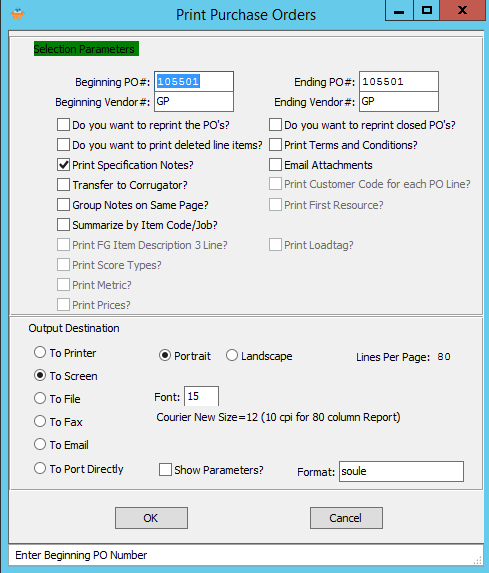 Print Purchase Orders
Selection Parameters
Beginning PO#: 105501 Ending PO#: 105501
Beginning Vendor#: GP Ending Vendor#: GP
Do you want to reprint the PO's? Do you want to reprint closed PO's?
Do you want to print deleted line items? Print Terms and Conditions?
Print Specification Notes? Email Attachments
Transfer to Corrugator? Print Customer Code for each PO Line?
Group Notes on Same Page? Print First Resource?
Summarize by Item Code/Job?
Print FG Item Description 3 Line? Print Loadtag?
Print Score Types?
Print Metric?
Print Prices?
Output Destination
To Printer Portrait Landscape Lines Per Page: 80
To Screen
To File Font: 15
To Fax Courier New Size=12 (10 cpi for 80 column Report)
To Email
To Port Directly Show Parameters? Format: soule
OK Cancel
Enter Beginning PO Number